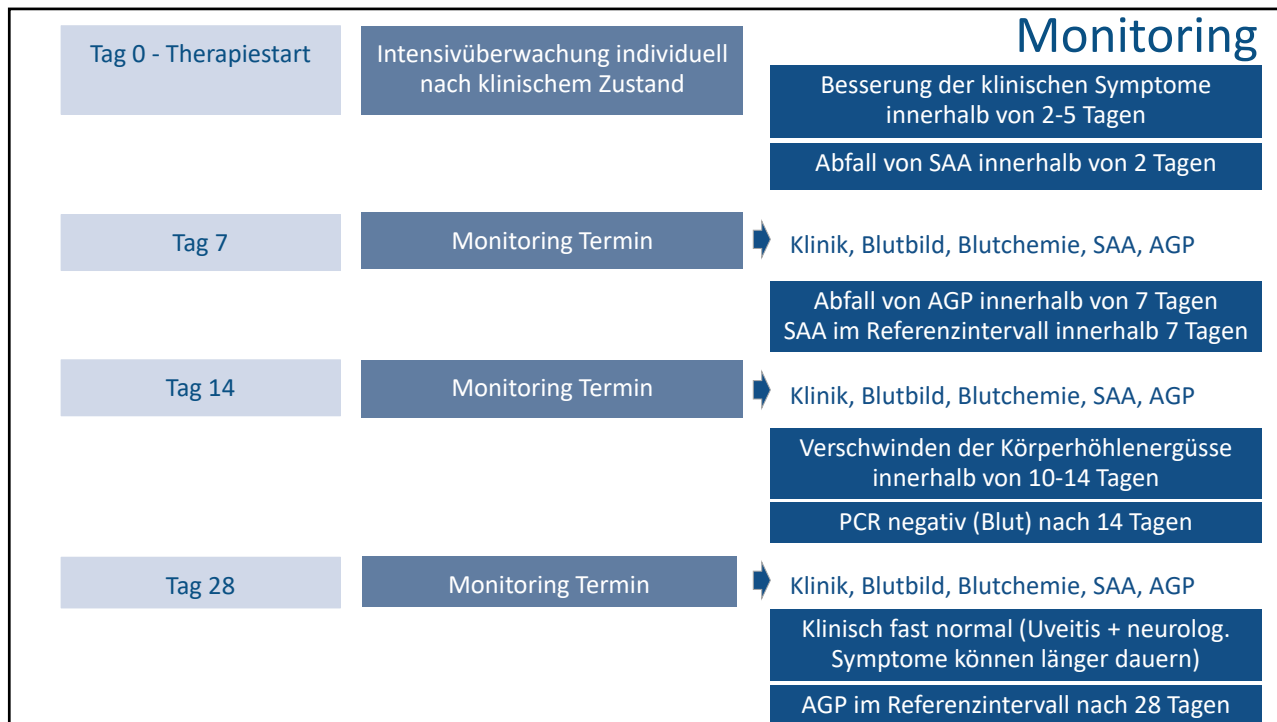 Monitoring
Tag 0 - Therapiestart
Intensivüberwachung individuell
nach klinischem Zustand
Besserung der klinischen Symptome
innerhalb von 2-5 Tagen
Abfall von SAA innerhalb von 2 Tagen
Tag 7
Monitoring Termin
Klinik, Blutbild, Blutchemie, SAA, AGP
Abfall von AGP innerhalb von 7 Tagen
SAA im Referenzintervall innerhalb 7 Tagen
Tag 14
Monitoring Termin
Klinik, Blutbild, Blutchemie, SAA, AGP
Verschwinden der Körperhöhlenergüsse
innerhalb von 10-14 Tagen
PCR negativ (Blut) nach 14 Tagen
Tag 28
Monitoring Termin
Klinik, Blutbild, Blutchemie, SAA, AGP
Klinisch fast normal (Uveitis + neurolog.
Symptome können länger dauern)
AGP im Referenzintervall nach 28 Tagen